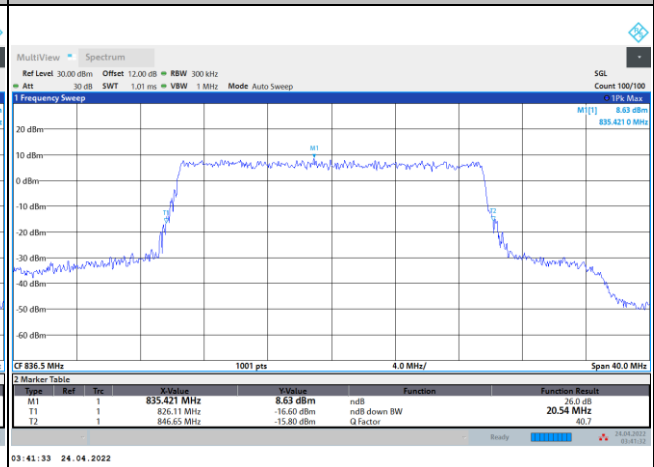 MultiView Spectrum
Ref Level 30.00 dBm Offset 12.00 dB RBW 300 kHz SGL
Att 30 dB SWT 1.01 ms VBW 1 MHz Mode Auto Sweep Count 100/100
1 Frequency Sweep 1Pk Max
M1[1] 8.63 dBm
835.421 0 MHz
20 dBm
M1
10 dBm
0 dBm
-10 dBm
T1 T2
-20 dBm
-30 dBm
-40 dBm
-50 dBm
-60 dBm
CF 836.5 MHz 1001 pts 4.0 MHz/ Span 40.0 MHz
2 Marker Table
Type Ref Trc X-Value Y-Value Function Function Result
M1 1 835.421 MHz 8.63 dBm ndB 26.0 dB
T1 1 826.11 MHz -16.60 dBm ndB down BW 20.54 MHz
T2 1 846.65 MHz -15.80 dBm Q Factor 40.7
Ready 24.04.2022
03:41:32
03:41:33 24.04.2022